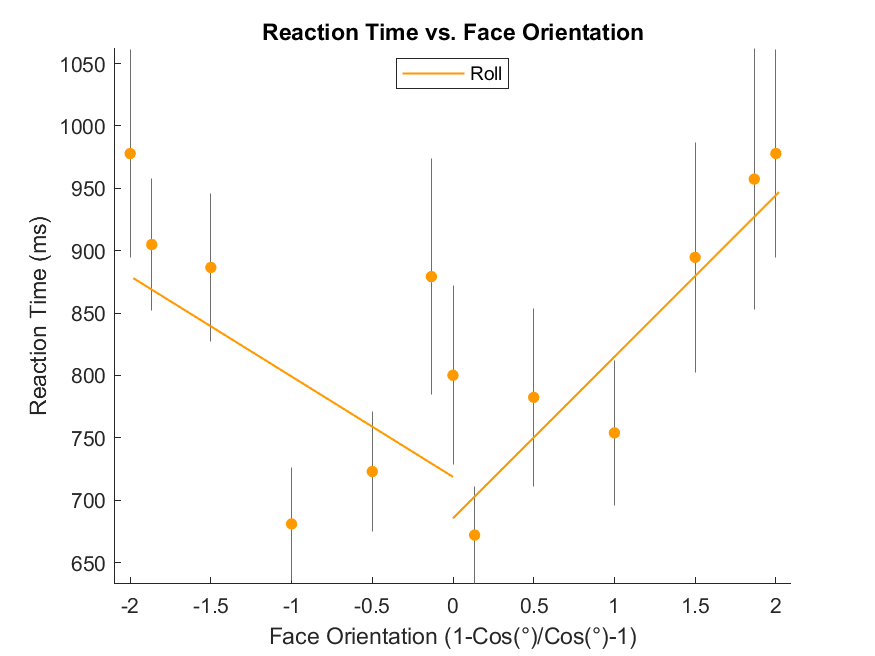 Reaction Time vs. Face Orientation
Roll
Reaction Time (ms)
1050
1000
950
900
850
800
750
700
650
-2 -1.5 -1 -0.5 0 0.5 1 1.5 2
Face Orientation (1-Cos(°)/Cos(°)-1)